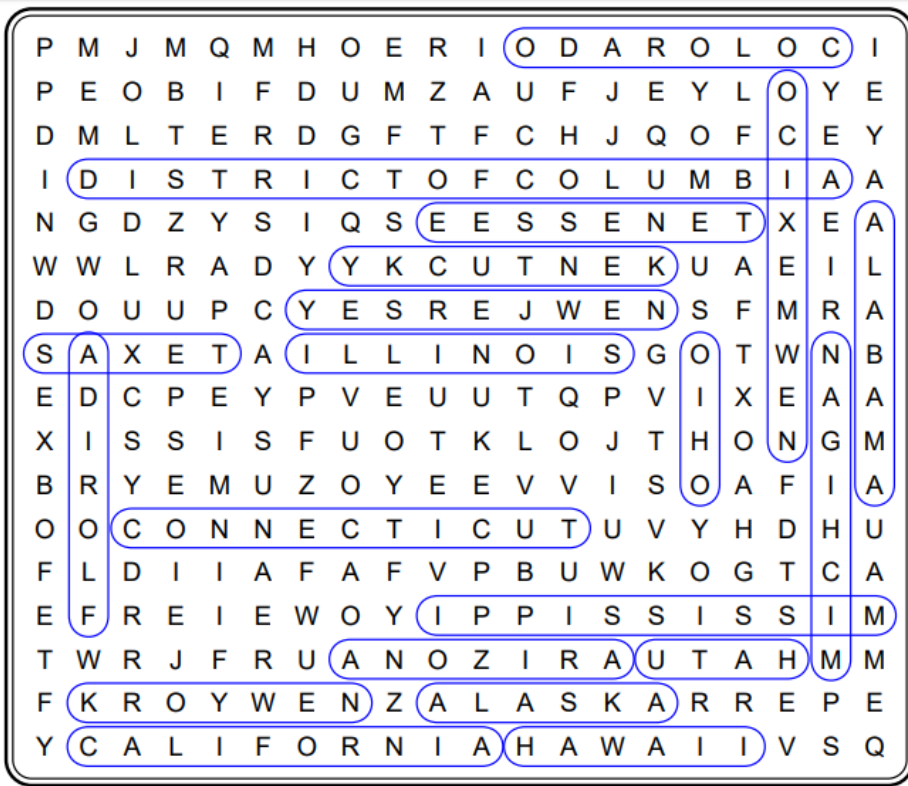 P M J M Q M H O E R I O D A R O L O C I
P E O B I F D U M Z A U F J E Y L O Y E
D M L T E R D G F T F C H J Q O F C E Y
I D I S T R I C T O F C O L U M B I A A
N G D Z Y S I Q S E E S S E N E T X E A
W W L R A D Y Y K C U T N E K U A E I L
D O U U P C Y E S R E J W E N S F M R A
S A X E T A I L L I N O I S G O T W N B
E D C P E Y P V E U U T Q P V I X E A A
X I S S I S F U O T K L O J T H O N G M
B R Y E M U Z O Y E E V V I S O A F I A
O O C O N N E C T I C U T U V Y H D H U
F L D I I A F A F V P B U W K O G T C A
E F R E I E W O Y I P P I S S I S S I M
T W R J F R U A N O Z I R A U T A H M M
F K R O Y W E N Z A L A S K A R R E P E
Y C A L I F O R N I A H A W A I I V S Q